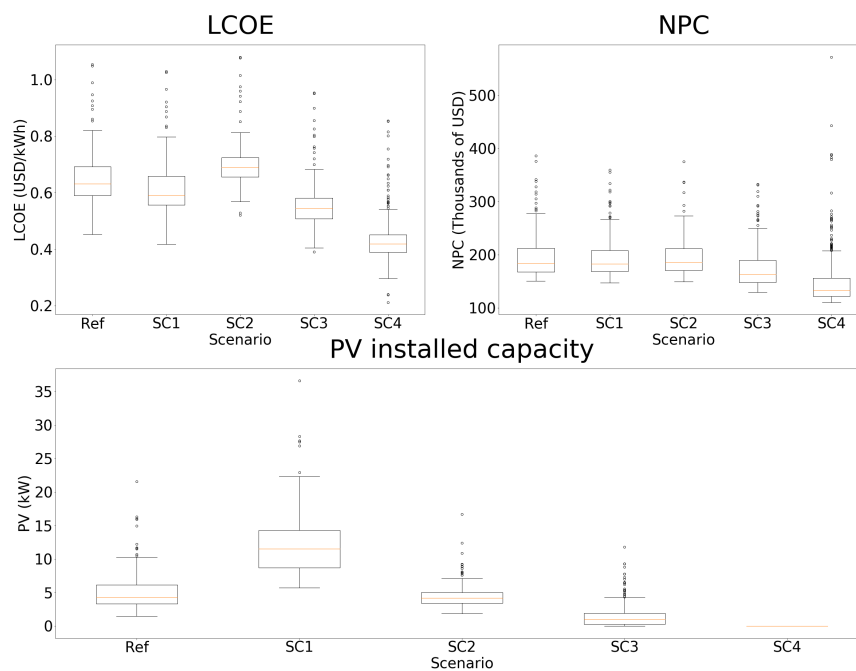 LCOE
NPC
LCOE (USD/kWh)
1.0
0.8
0.6
0.4
0.2
Ref SC1 SC2 SC3 SC4
Scenario
NPC (Thousands of USD)
500
400
300
200
100
Ref SC1 SC2 SC3 SC4
Scenario
PV installed capacity
PV (kW)
35
30
25
20
15
10
5
0
Ref SC1 SC2 SC3 SC4
Scenario